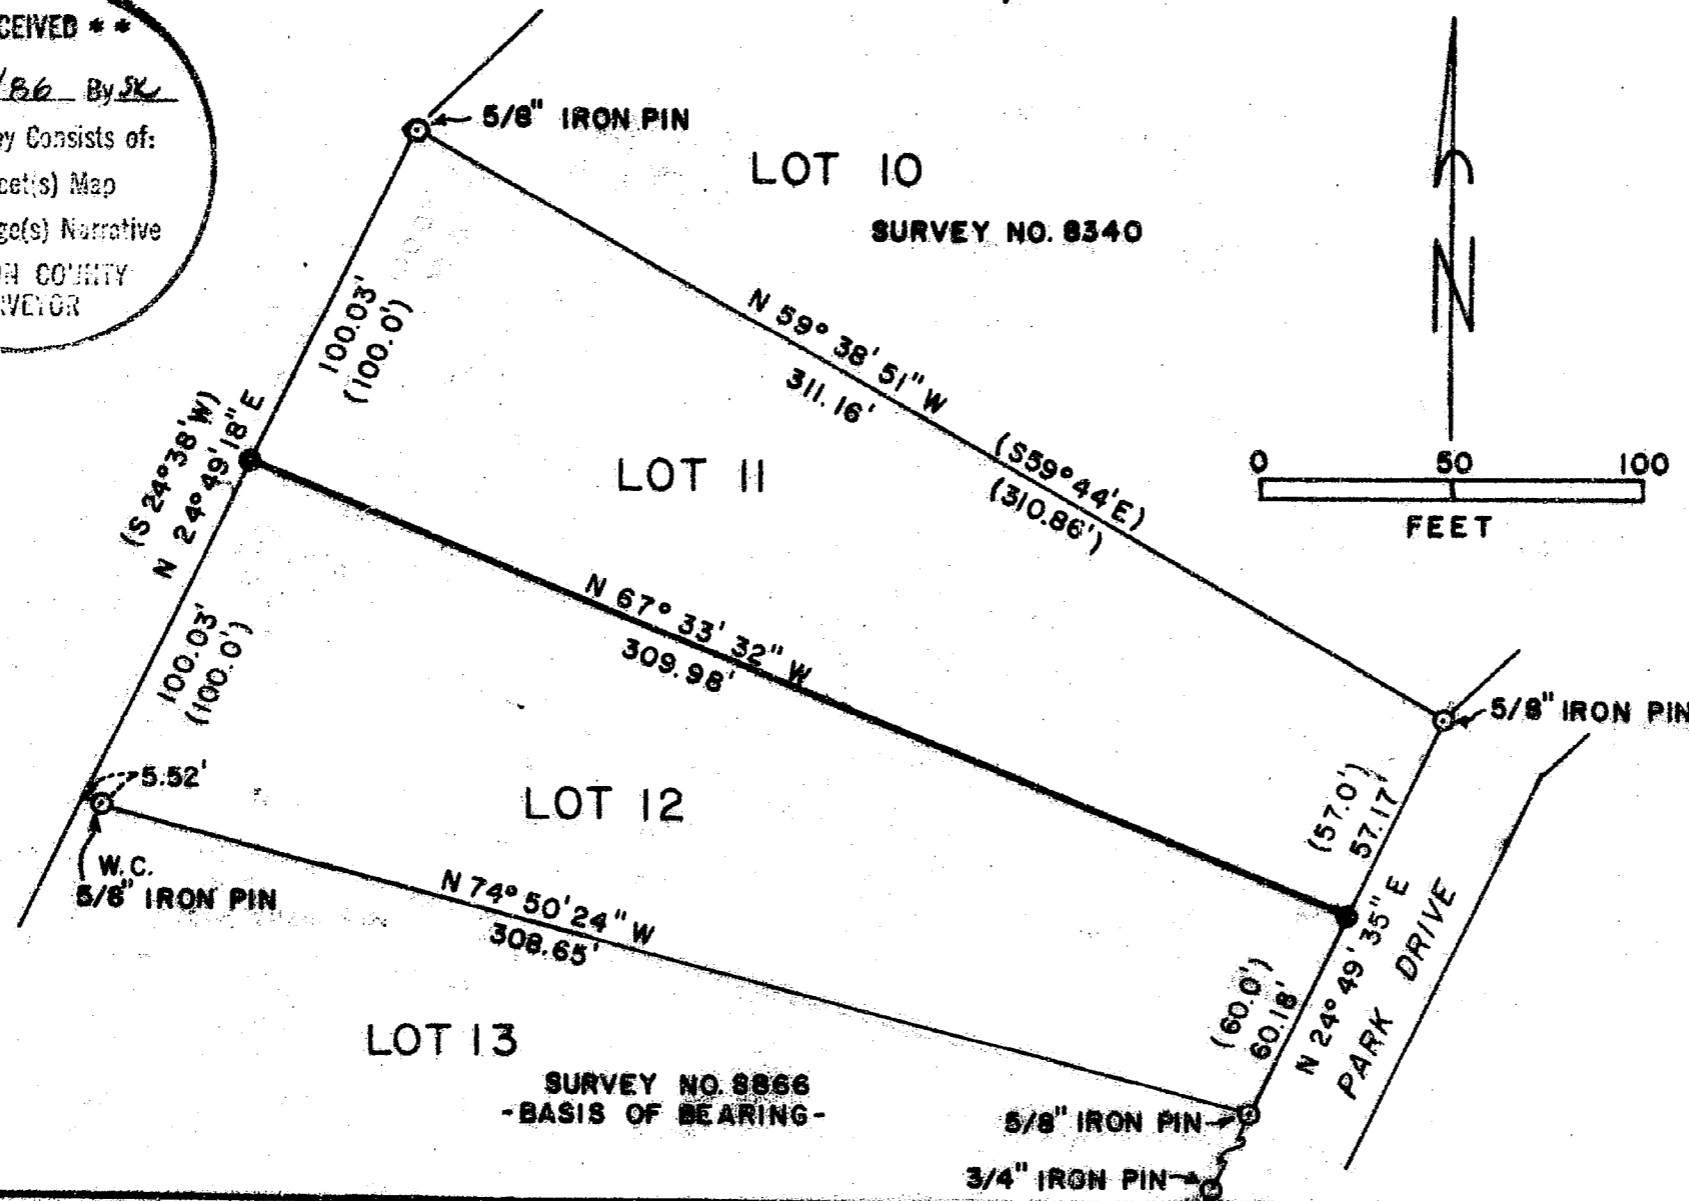 CEIVED * *
/86 By SK
ey Consists of:
eet(s) Map
ge(s) Narrative
ON COUNTY
RVEYOR
5/8" IRON PIN
LOT 10
SURVEY NO. 8340
N
100.03'
(100.0')
N 59° 38' 51" W
311.16'
(S59°44'E)
(310.86')
0 50 100
FEET
(S 24°38'W)
N 24°49'18" E
LOT 11
N 67° 33' 32" W
309.98'
100.03'
(100.0')
5/8" IRON PIN
5.52'
LOT 12
(57.0')
57.17'
W.C.
5/8" IRON PIN
N 74° 50' 24" W
308.65'
(60.0')
60.18'
N 24° 49' 35" E
PARK DRIVE
LOT 13
SURVEY NO. 8866
-BASIS OF BEARING-
5/8" IRON PIN
3/4" IRON PIN